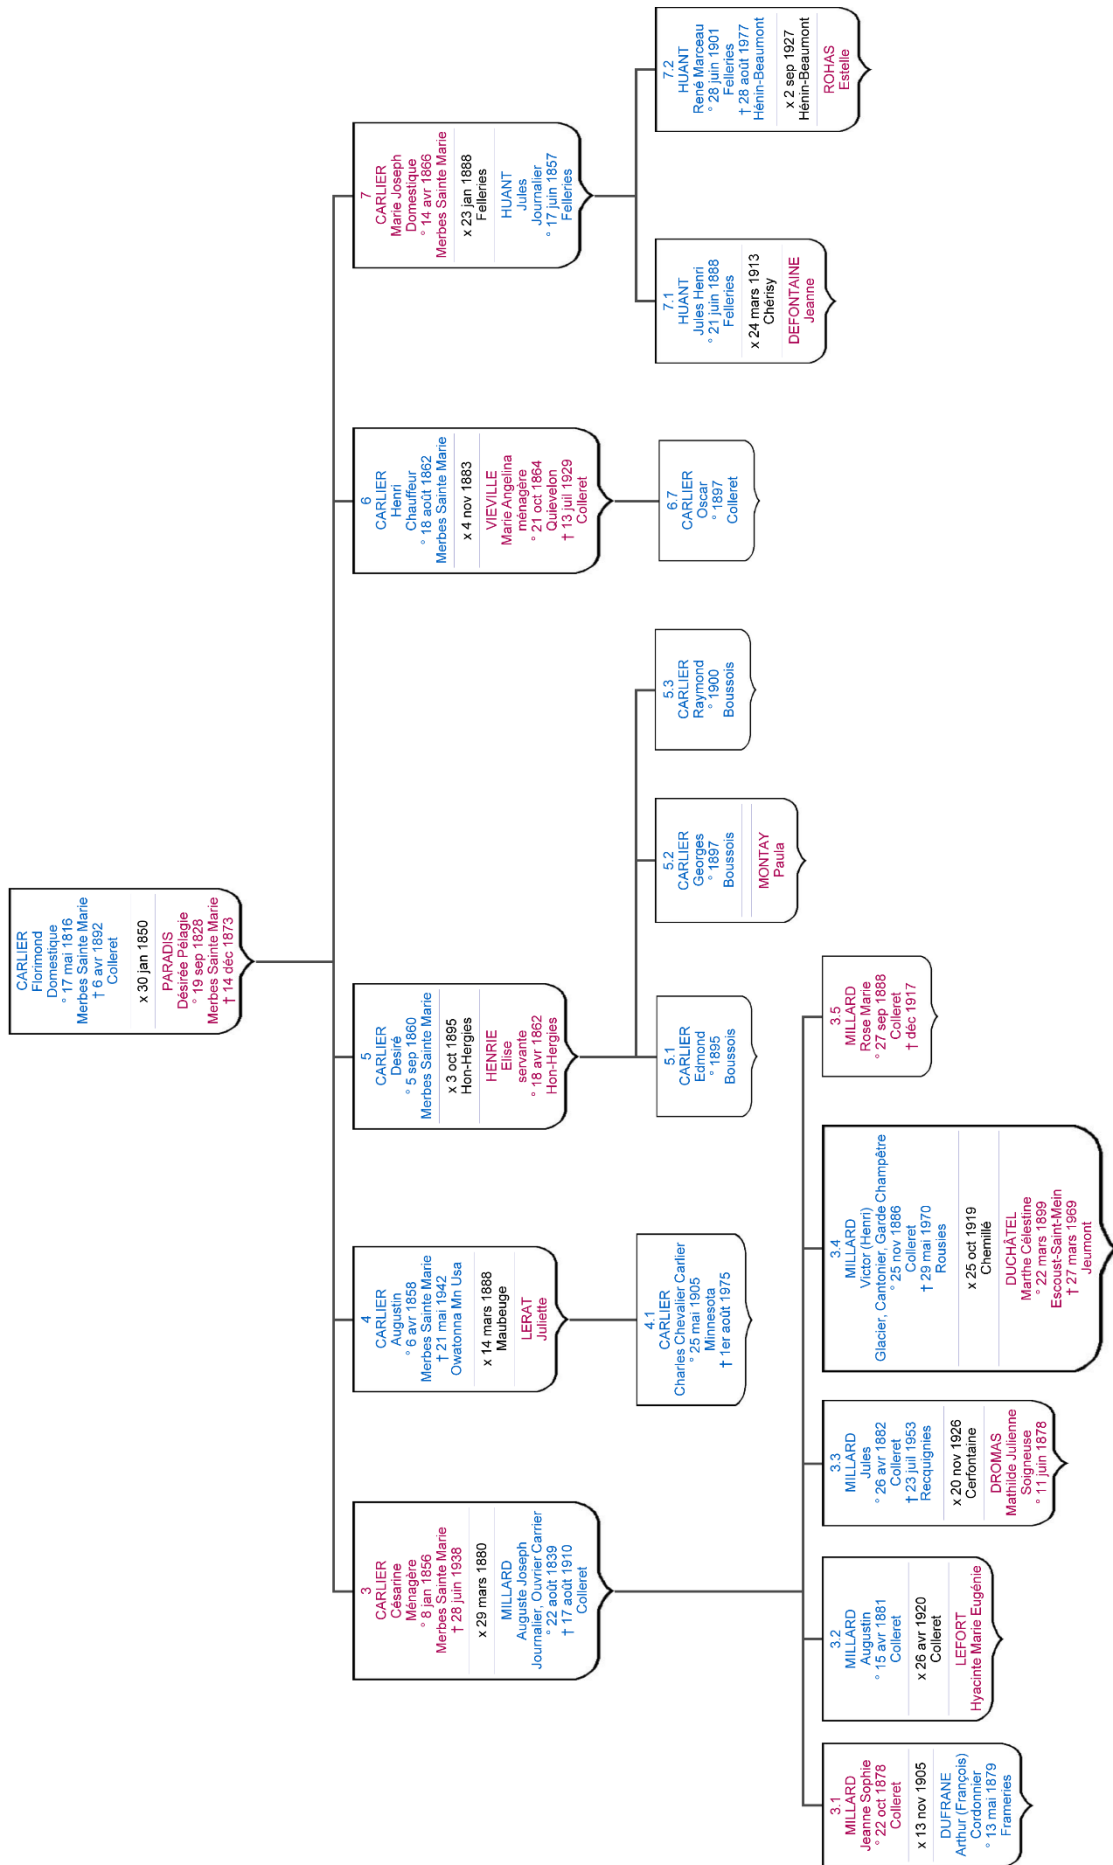 CARLIER
Florimond
Domestique
° 17 mai 1816
Merbes Sainte Marie
† 6 avr 1892
Colleret
x 30 jan 1850
PARADIS
Désirée Pélagie
° 19 sep 1828
Merbes Sainte Marie
† 14 déc 1873
3
CARLIER
Césarine
Ménagère
° 8 jan 1856
Merbes Sainte Marie
† 28 juin 1938
x 29 mars 1880
MILLARD
Auguste Joseph
Journalier, Ouvrier Carrier
° 22 août 1839
† 17 août 1910
Colleret
4
CARLIER
Augustin
° 6 avr 1858
Merbes Sainte Marie
† 21 mai 1942
Owatonna Mn Usa
x 14 mars 1888
Maubeuge
LERAT
Juliette
5
CARLIER
Desiré
° 5 sep 1860
Merbes Sainte Marie
x 3 oct 1895
Hon-Hergies
HENRIE
Elise
servante
° 18 avr 1862
Hon-Hergies
6
CARLIER
Henri
Chauffeur
° 18 août 1862
Merbes Sainte Marie
x 4 nov 1883
VIEVILLE
Marie Angelina
ménagère
° 21 oct 1864
Quievelon
† 13 juil 1929
Colleret
7
CARLIER
Marie Joseph
Domestique
° 14 avr 1866
Merbes Sainte Marie
x 23 jan 1888
Felleries
HUANT
Jules
Journalier
° 17 juin 1857
Felleries
4.1
CARLIER
Charles Chevalier Carlier
° 25 mai 1905
Minnesota
† 1er août 1975
5.1
CARLIER
Edmond
° 1895
Boussois
5.2
CARLIER
Georges
° 1897
Boussois
MONTAY
Paula
5.3
CARLIER
Raymond
° 1900
Boussois
6.7
CARLIER
Oscar
° 1897
Colleret
7.1
HUANT
Jules Henri
° 21 juin 1888
Felleries
x 24 mars 1913
Chérisy
DEFONTAINE
Jeanne
7.2
HUANT
René Marceau
° 28 juin 1901
Felleries
† 28 août 1977
Hénin-Beaumont
x 2 sep 1927
Hénin-Beaumont
ROHAS
Estelle
3.1
MILLARD
Jeanne Sophie
° 22 oct 1878
Colleret
x 13 nov 1905
DUFRANE
Arthur (François)
Cordonnier
° 13 mai 1879
Frameries
3.2
MILLARD
Augustin
° 15 avr 1881
Colleret
x 26 avr 1920
Colleret
LEFORT
Hyacinte Marie Eugénie
3.3
MILLARD
Jules
° 26 avr 1882
Colleret
† 23 juil 1953
Recquignies
x 20 nov 1926
Cerfontaine
DROMAS
Mathilde Julienne
Soigneuse
° 11 juin 1878
3.4
MILLARD
Victor (Henri)
Glacier, Cantonier, Garde Champêtre
° 25 nov 1886
Colleret
† 29 mai 1970
Rousies
x 25 oct 1919
Chemillé
DUCHÂTEL
Marthe Célestine
° 22 mars 1899
Escoust-Saint-Mein
† 27 mars 1969
Jeumont
3.5
MILLARD
Rose Marie
° 27 sep 1888
Colleret
† déc 1917